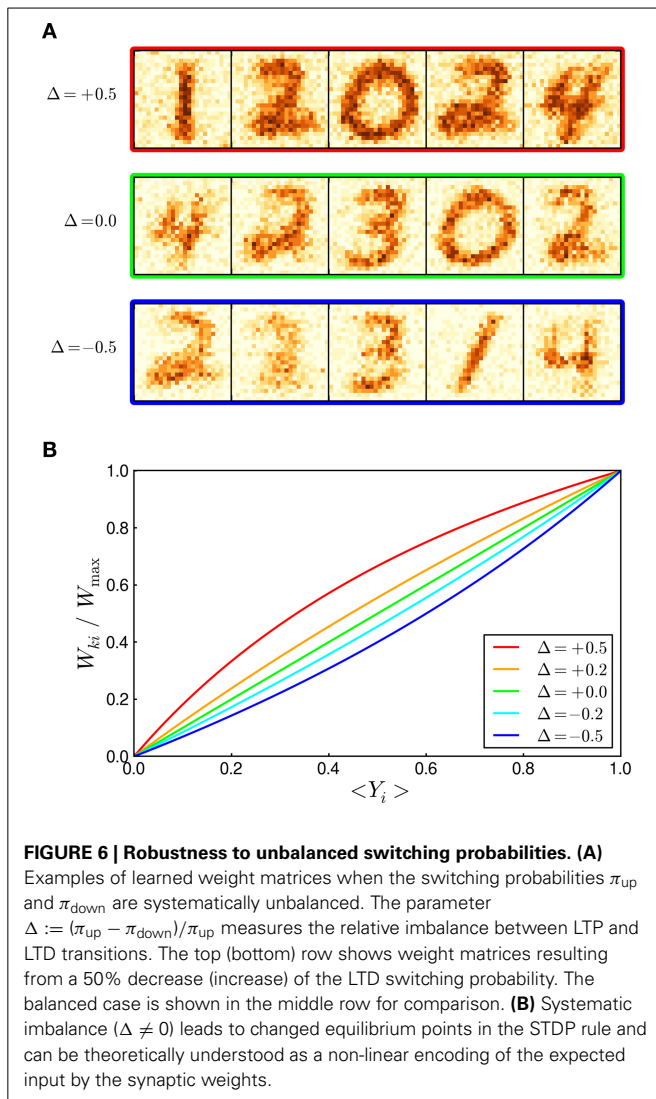 A
Δ = +0.5
Δ = 0.0
Δ = −0.5
B
1.0
0.8
0.6
0.4
0.2
0.0
W_ki / W_max
0.0 0.2 0.4 0.6 0.8 1.0
<Y_i>
Δ = +0.5
Δ = +0.2
Δ = +0.0
Δ = −0.2
Δ = −0.5
FIGURE 6 | Robustness to unbalanced switching probabilities. (A)
Examples of learned weight matrices when the switching probabilities π_up
and π_down are systematically unbalanced. The parameter
Δ := (π_up − π_down)/π_up measures the relative imbalance between LTP and
LTD transitions. The top (bottom) row shows weight matrices resulting
from a 50% decrease (increase) of the LTD switching probability. The
balanced case is shown in the middle row for comparison. (B) Systematic
imbalance (Δ ≠ 0) leads to changed equilibrium points in the STDP rule and
can be theoretically understood as a non-linear encoding of the expected
input by the synaptic weights.